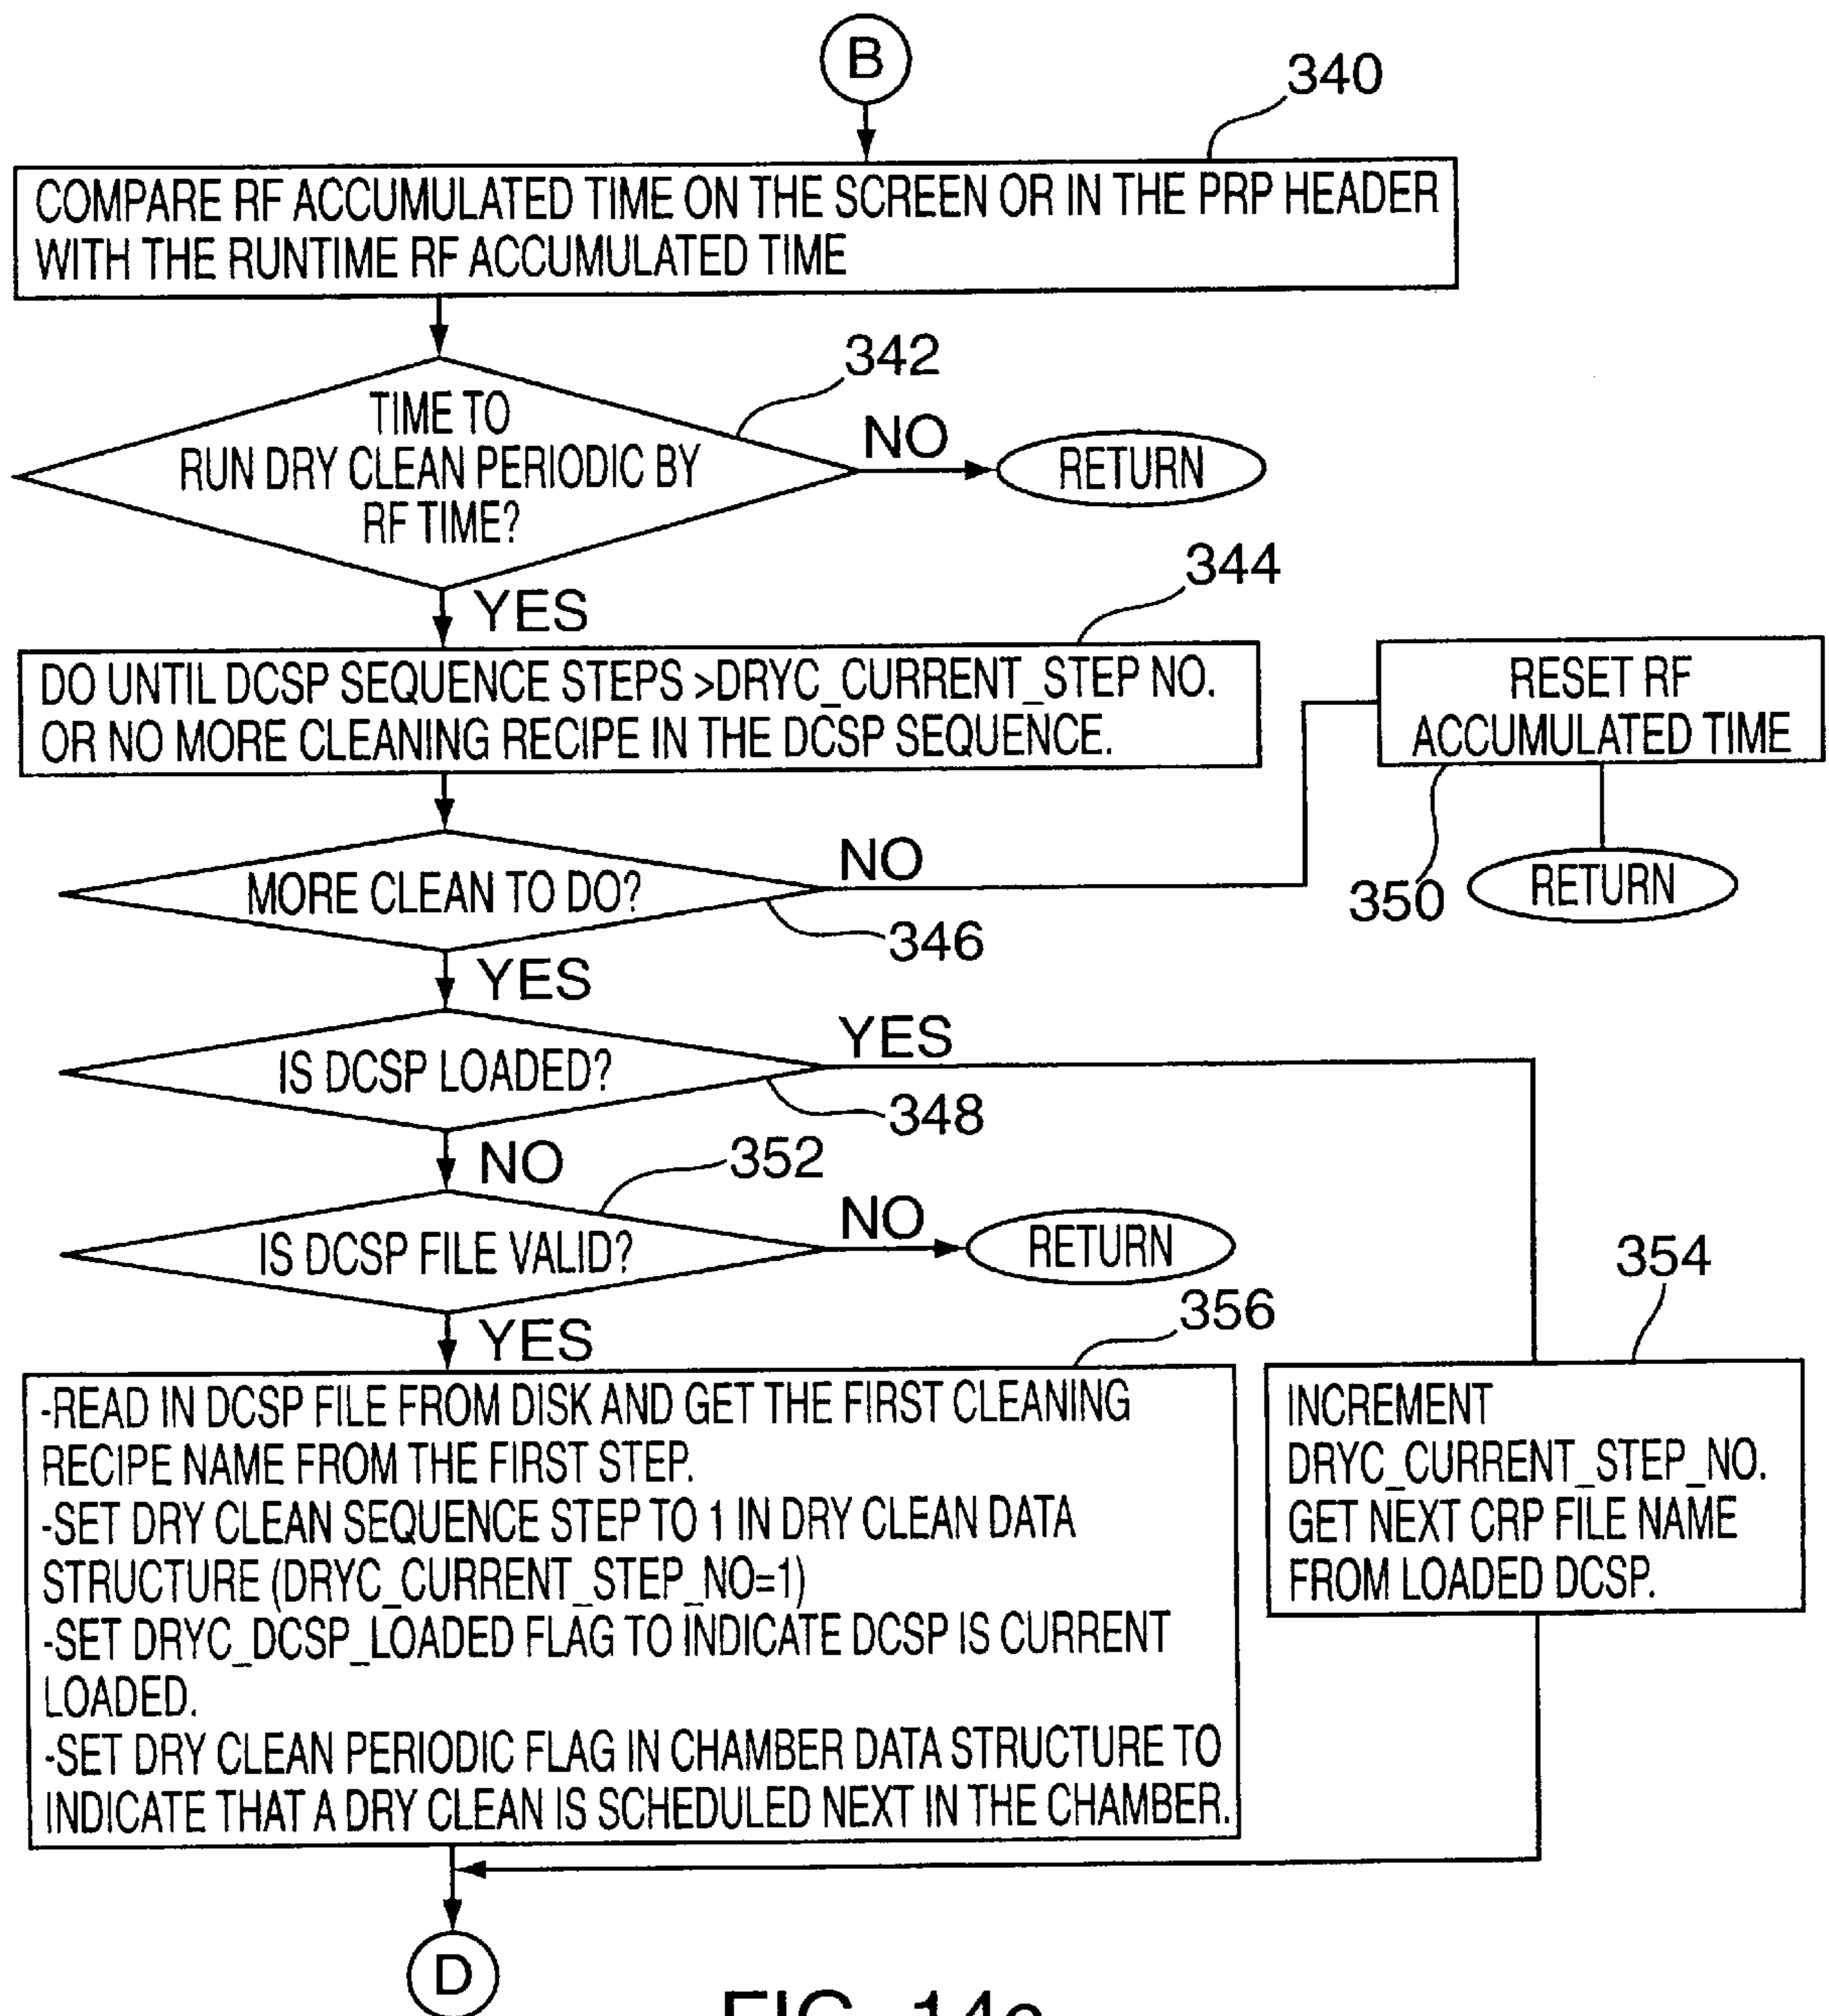 B
340
COMPARE RF ACCUMULATED TIME ON THE SCREEN OR IN THE PRP HEADER
WITH THE RUNTIME RF ACCUMULATED TIME
342
TIME TO
RUN DRY CLEAN PERIODIC BY
RF TIME?
NO
RETURN
YES
344
DO UNTIL DCSP SEQUENCE STEPS >DRYC_CURRENT_STEP NO.
OR NO MORE CLEANING RECIPE IN THE DCSP SEQUENCE.
RESET RF
ACCUMULATED TIME
350
RETURN
MORE CLEAN TO DO?
NO
346
YES
IS DCSP LOADED?
YES
348
NO
352
IS DCSP FILE VALID?
NO
RETURN
YES
356
354
-READ IN DCSP FILE FROM DISK AND GET THE FIRST CLEANING
RECIPE NAME FROM THE FIRST STEP.
-SET DRY CLEAN SEQUENCE STEP TO 1 IN DRY CLEAN DATA
STRUCTURE (DRYC_CURRENT_STEP_NO=1)
-SET DRYC_DCSP_LOADED FLAG TO INDICATE DCSP IS CURRENT
LOADED.
-SET DRY CLEAN PERIODIC FLAG IN CHAMBER DATA STRUCTURE TO
INDICATE THAT A DRY CLEAN IS SCHEDULED NEXT IN THE CHAMBER.
INCREMENT
DRYC_CURRENT_STEP_NO.
GET NEXT CRP FILE NAME
FROM LOADED DCSP.
D